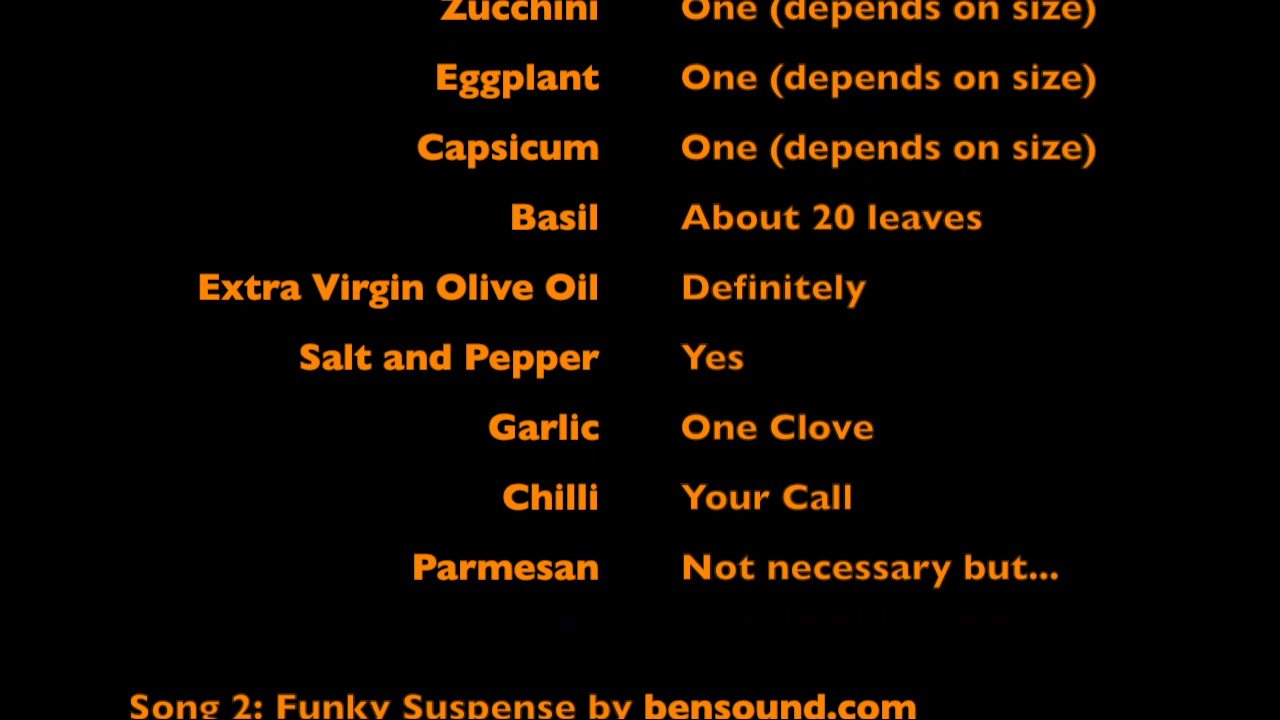 Zucchini One (depends on size)
Eggplant One (depends on size)
Capsicum One (depends on size)
Basil About 20 leaves
Extra Virgin Olive Oil Definitely
Salt and Pepper Yes
Garlic One Clove
Chilli Your Call
Parmesan Not necessary but...
Song 2: Funky Suspense by bensound.com